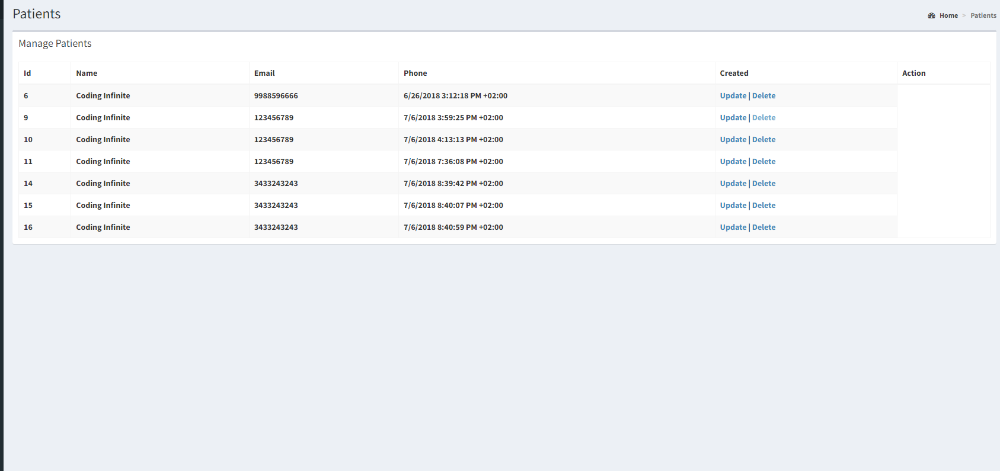 Patients
Home > Patients
Manage Patients
Id Name Email Phone Created Action
6 Coding Infinite 9988596666 6/26/2018 3:12:18 PM +02:00 Update | Delete
9 Coding Infinite 123456789 7/6/2018 3:59:25 PM +02:00 Update | Delete
10 Coding Infinite 123456789 7/6/2018 4:13:13 PM +02:00 Update | Delete
11 Coding Infinite 123456789 7/6/2018 7:36:08 PM +02:00 Update | Delete
14 Coding Infinite 3433243243 7/6/2018 8:39:42 PM +02:00 Update | Delete
15 Coding Infinite 3433243243 7/6/2018 8:40:07 PM +02:00 Update | Delete
16 Coding Infinite 3433243243 7/6/2018 8:40:59 PM +02:00 Update | Delete